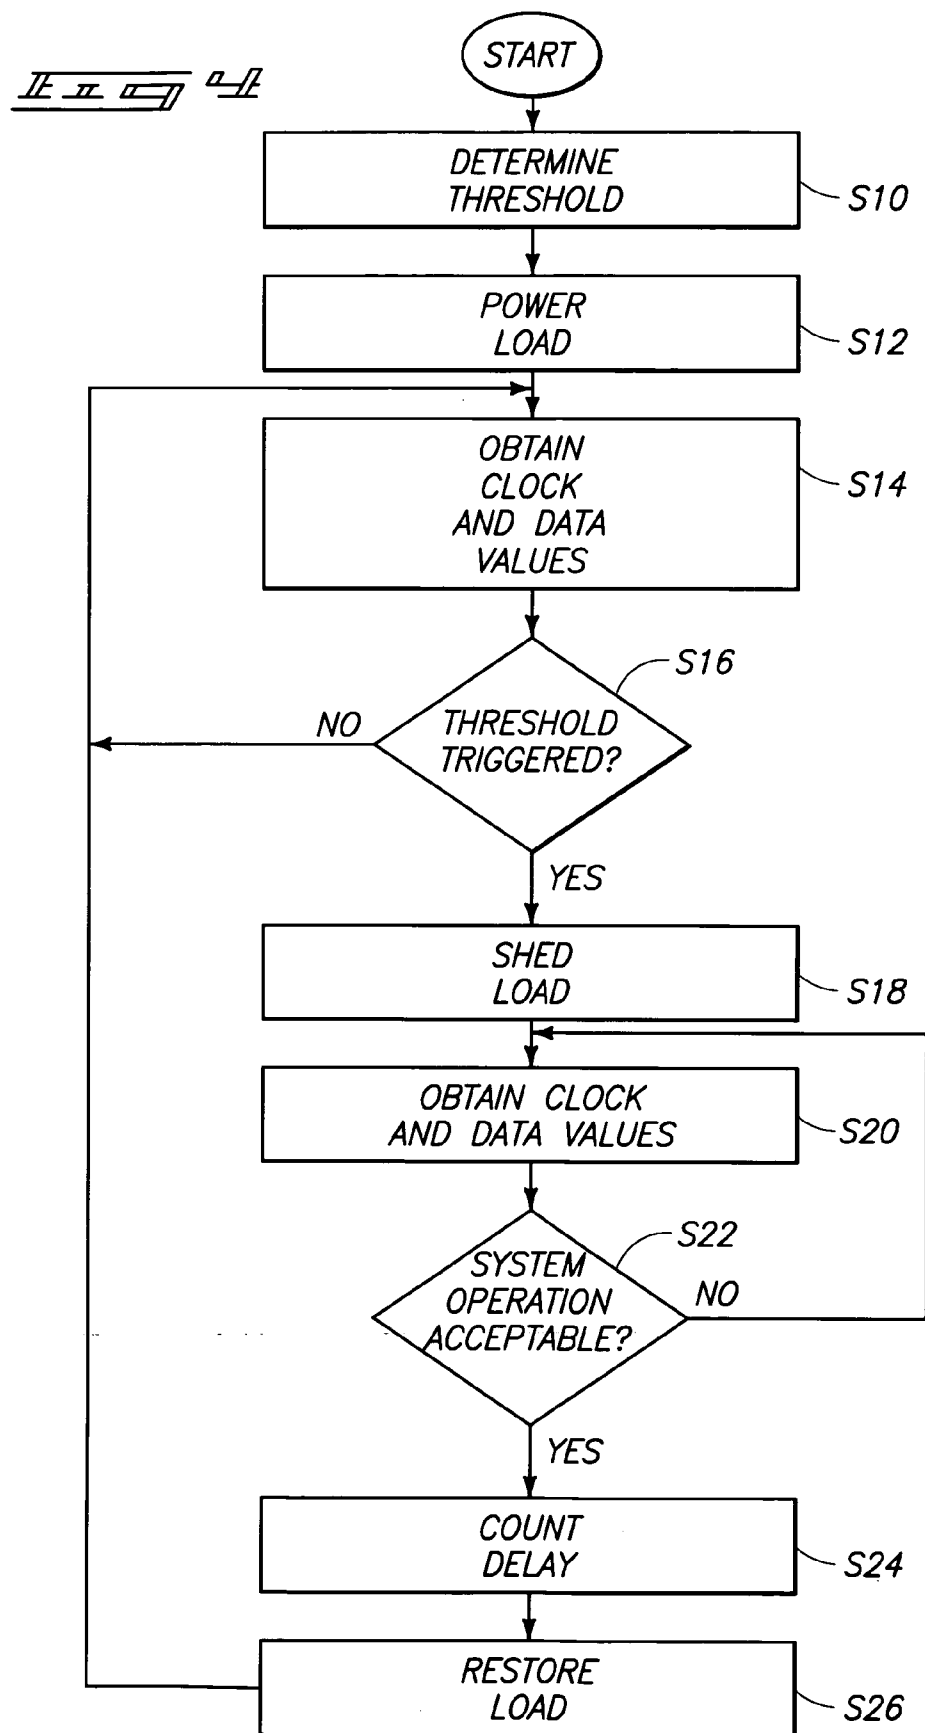 Fig 4
START
DETERMINE
THRESHOLD
S10
POWER
LOAD
S12
OBTAIN
CLOCK
AND DATA
VALUES
S14
S16
THRESHOLD
TRIGGERED?
NO
YES
SHED
LOAD
S18
OBTAIN CLOCK
AND DATA VALUES
S20
S22
SYSTEM
OPERATION
ACCEPTABLE?
NO
YES
COUNT
DELAY
S24
RESTORE
LOAD
S26